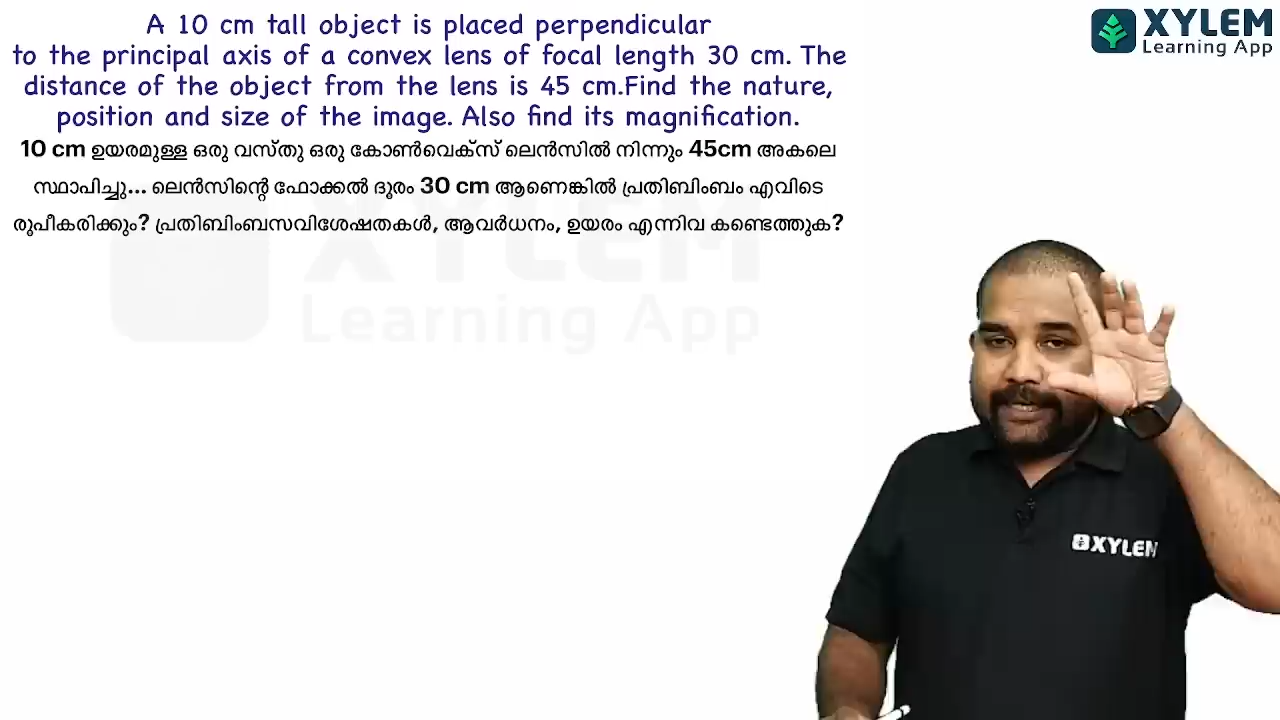 A 10 cm tall object is placed perpendicular
to the principal axis of a convex lens of focal length 30 cm. The
distance of the object from the lens is 45 cm.Find the nature,
position and size of the image. Also find its magnification.
10 cm ഉയരമുള്ള ഒരു വസ്തു ഒരു കോൺവെക്സ് ലെൻസിൽ നിന്നും 45cm അകലെ
സ്ഥാപിച്ചു... ലെൻസിന്റെ ഫോക്കൽ ദൂരം 30 cm ആണെങ്കിൽ പ്രതിബിംബം എവിടെ
രൂപീകരിക്കും? പ്രതിബിംബസവിശേഷതകൾ, ആവർധനം, ഉയരം എന്നിവ കണ്ടെത്തുക?
XYLEM
Learning App
XYLEM
Learning App
XYLEM